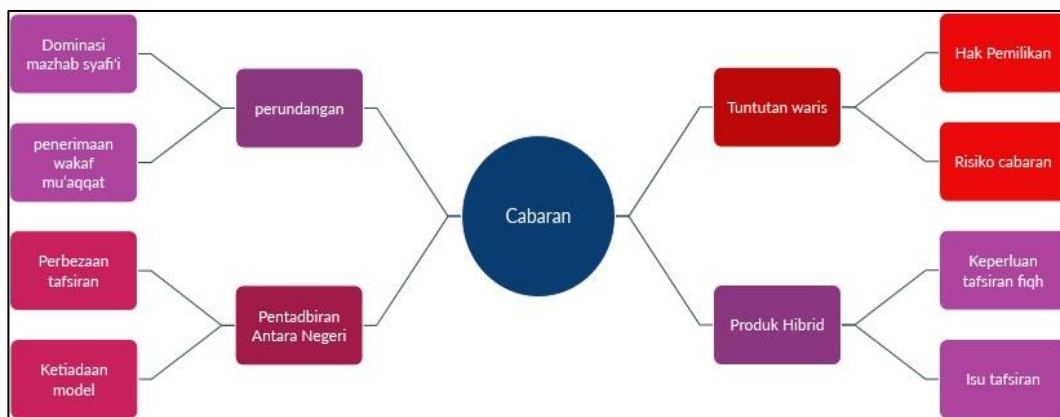 Dominasi
mazhab syafi'i
penerimaan
wakaf
mu'aqqat
perundangan
Perbezaan
tafsiran
Ketiadaan
model
Pentadbiran
Antara Negeri
Cabaran
Tuntutan waris
Hak Pemilikan
Risiko cabaran
Produk Hibrid
Keperluan
tafsiran fiqh
Isu tafsiran